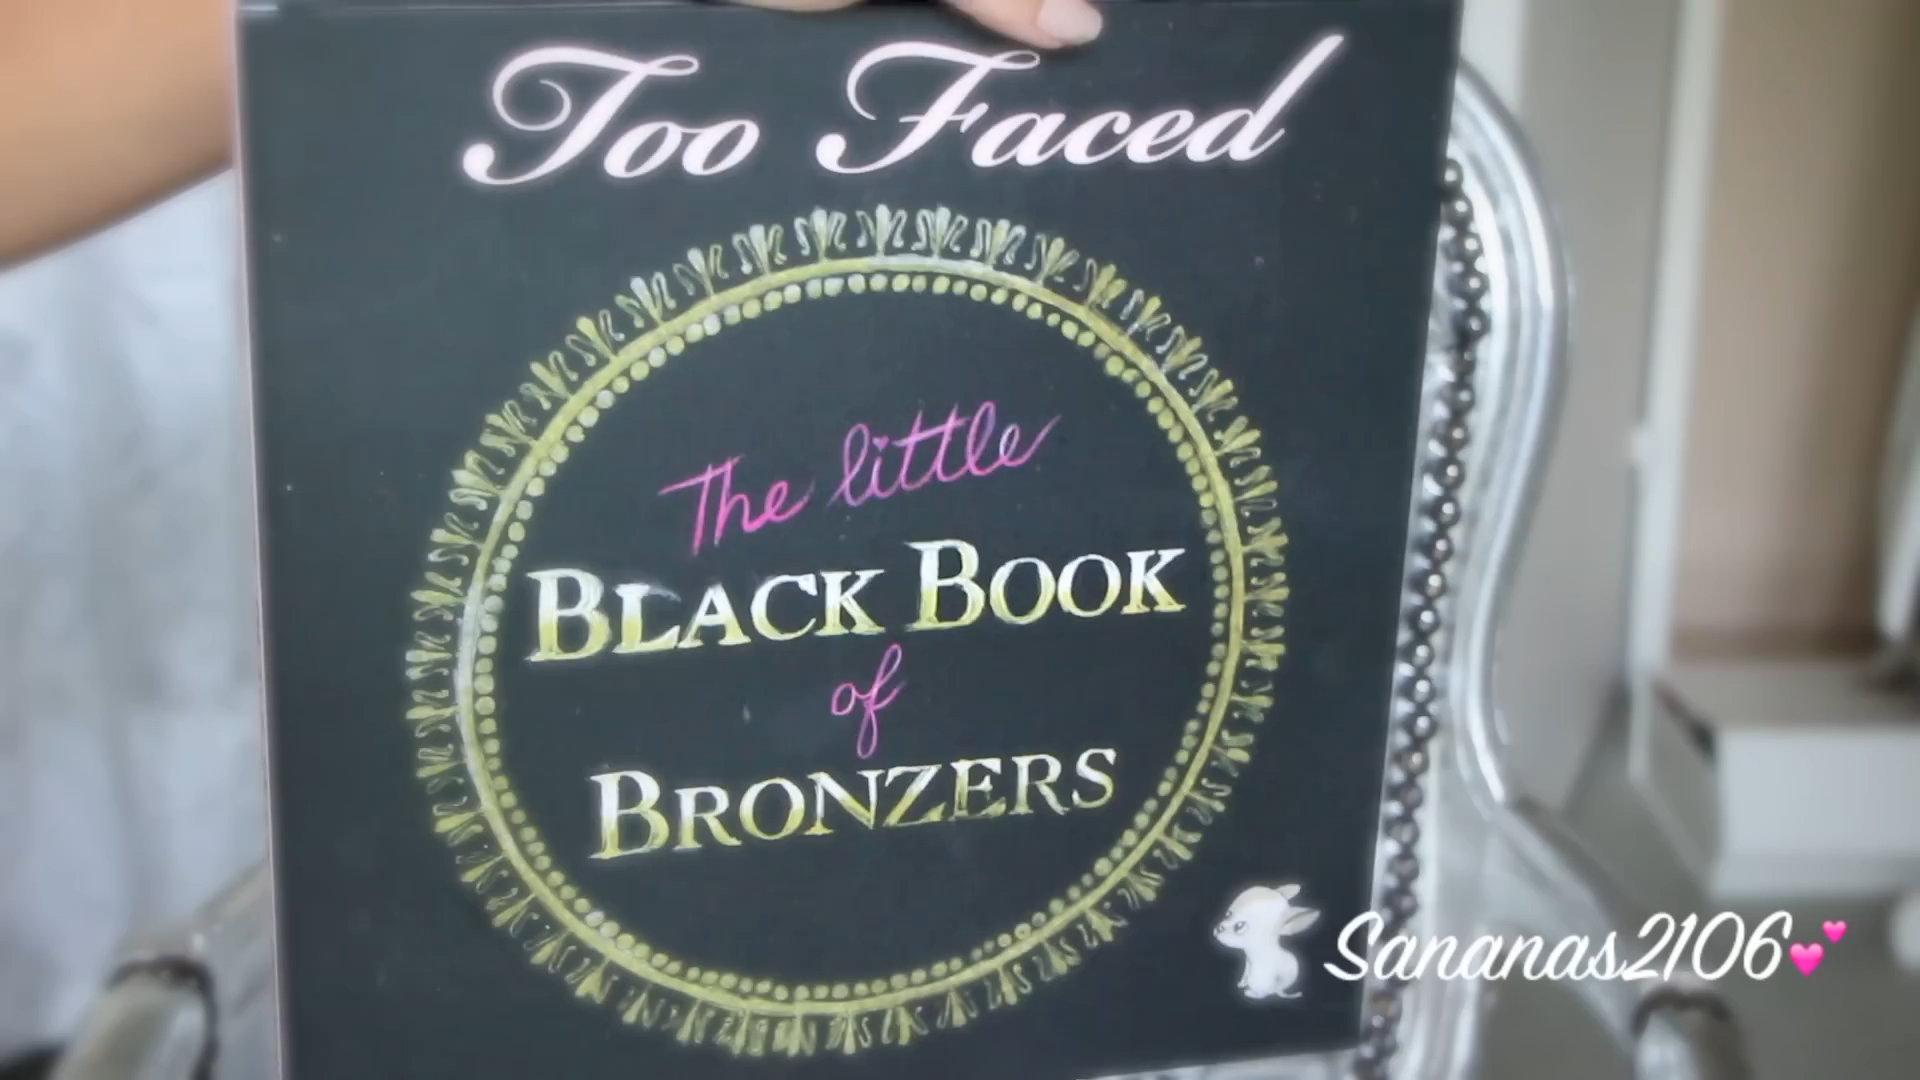 Too Faced
The little
BLACK BOOK
of
BRONZERS
Sananas2106💕